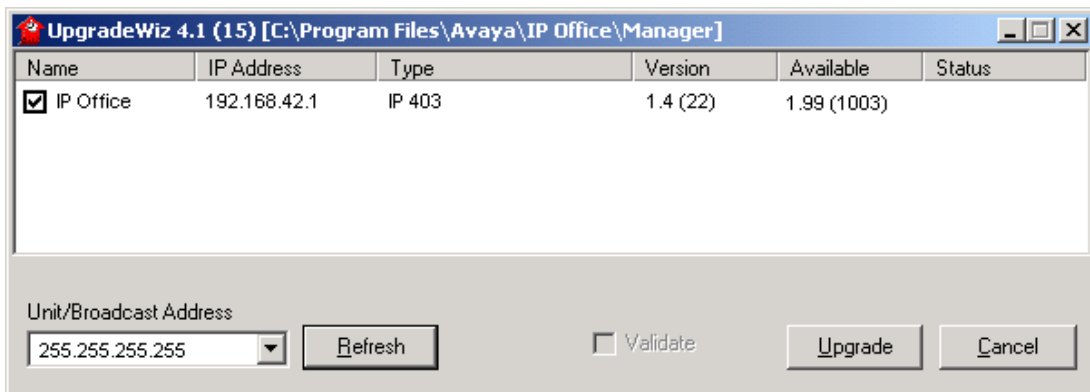 UpgradeWiz 4.1 (15) [C:\Program Files\Avaya\IP Office\Manager]
Name IP Address Type Version Available Status
IP Office 192.168.42.1 IP 403 1.4 (22) 1.99 (1003)
Unit/Broadcast Address
255.255.255.255 Refresh Validate Upgrade Cancel